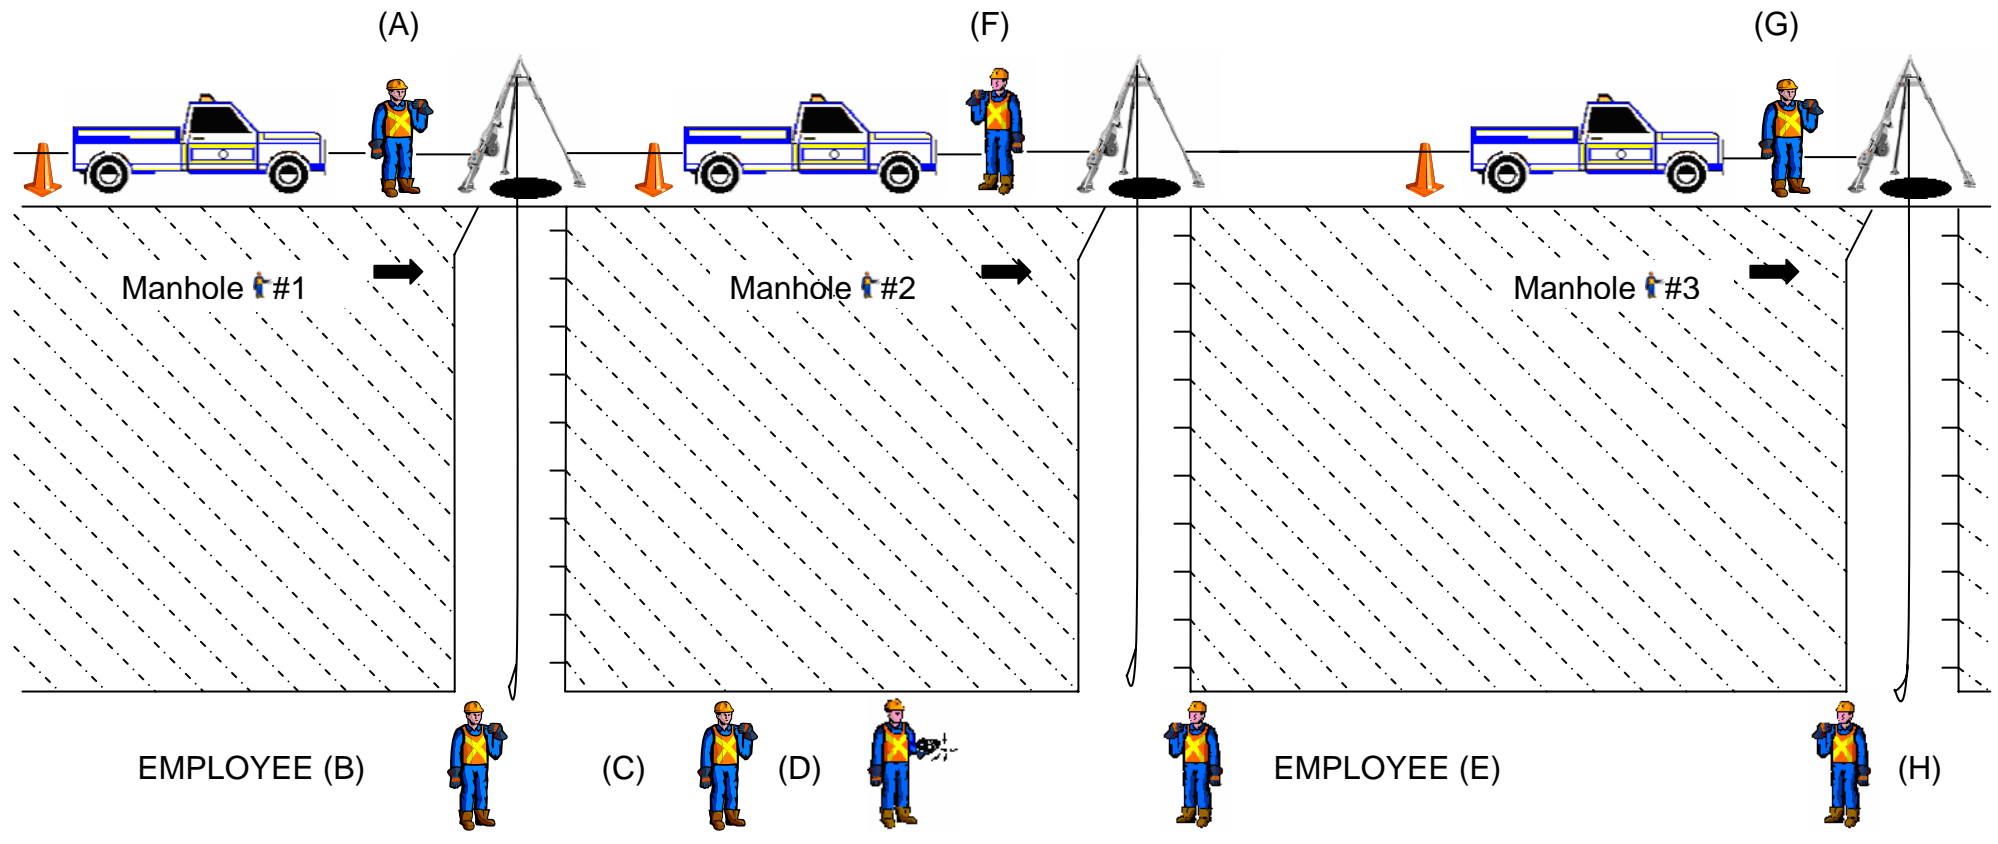 (A) (F) (G)
Manhole #1 Manhole #2 Manhole #3
EMPLOYEE (B) (C) (D) EMPLOYEE (E) (H)